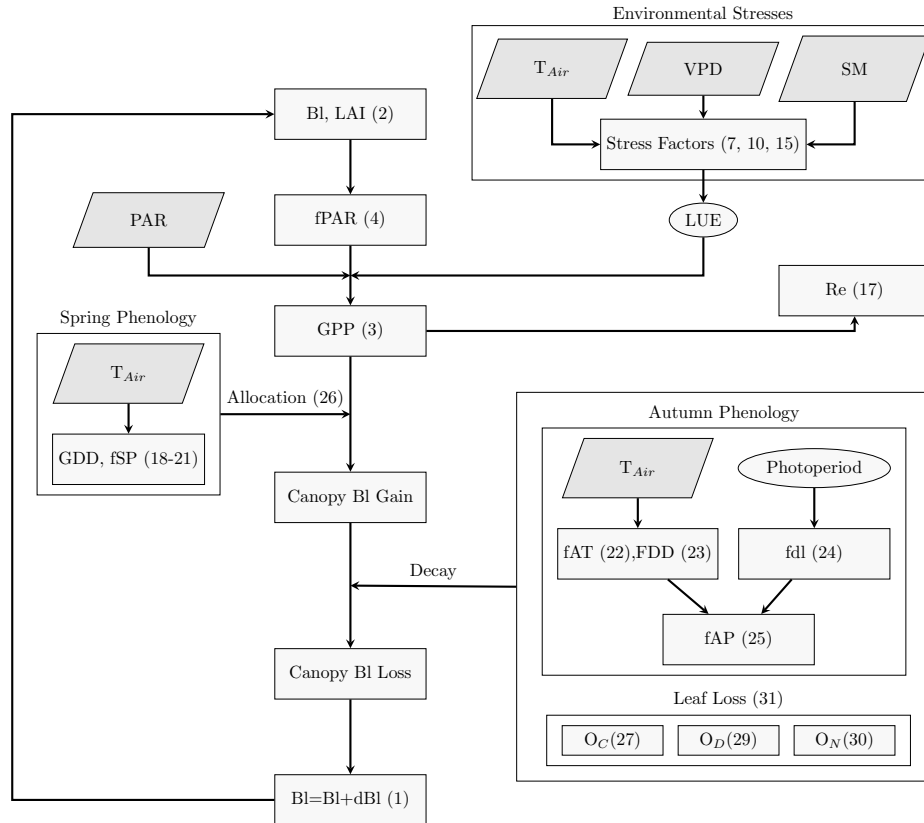 Environmental Stresses
T_Air
VPD
SM
Bl, LAI (2)
Stress Factors (7, 10, 15)
PAR
fPAR (4)
LUE
Re (17)
Spring Phenology
GPP (3)
T_Air
Allocation (26)
GDD, fSP (18-21)
Autumn Phenology
T_Air
Photoperiod
Canopy Bl Gain
fAT (22),FDD (23)
fdl (24)
Decay
fAP (25)
Canopy Bl Loss
Leaf Loss (31)
O_C(27)
O_D(29)
O_N(30)
Bl=Bl+dBl (1)